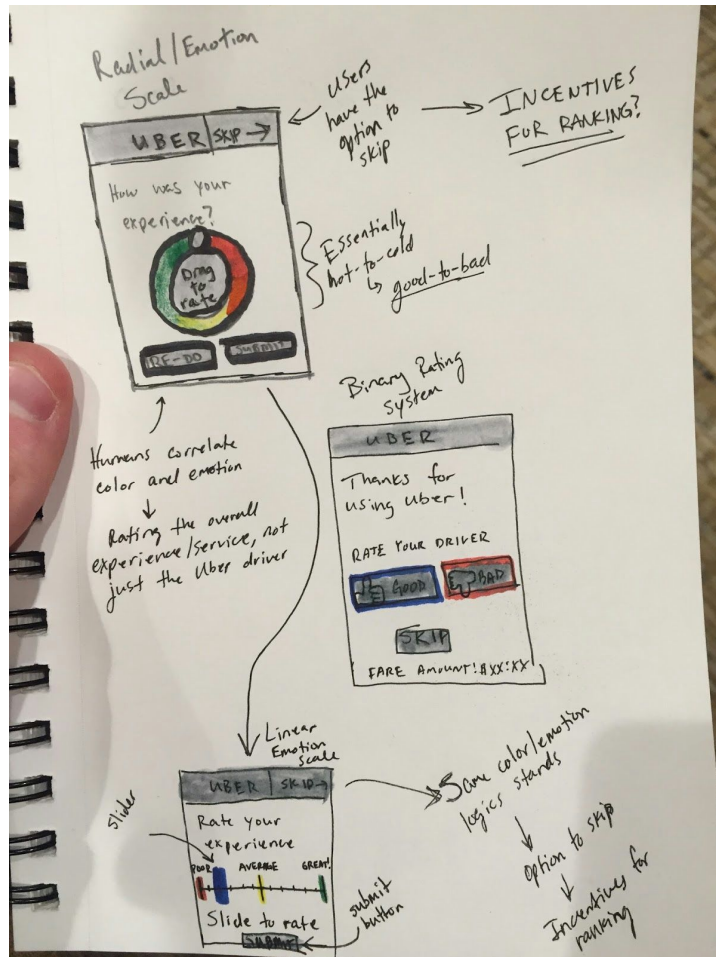 Radial/Emotion
Scale
UBER SKIP →
How was your
experience?
Drag
to
rate
RE-DO SUBMIT
users
have the
option to
skip
INCENTIVES
FOR RANKING?
Essentially
hot-to-cold
↳ good-to-bad
Humans correlate
color and emotion
↓
Rating the overall
experience/service, not
just the Uber driver
Binary Rating
System
UBER
Thanks for
using Uber!
RATE YOUR DRIVER
GOOD BAD
SKIP
FARE AMOUNT: $XX.XX
Linear
Emotion
Scale
UBER SKIP→
Rate your
experience
POOR AVERAGE GREAT!
Slide to rate
SUBMIT
Slider
submit
button
Same color/emotion
logics stands
↓
option to skip
↓
Incentives for
ranking